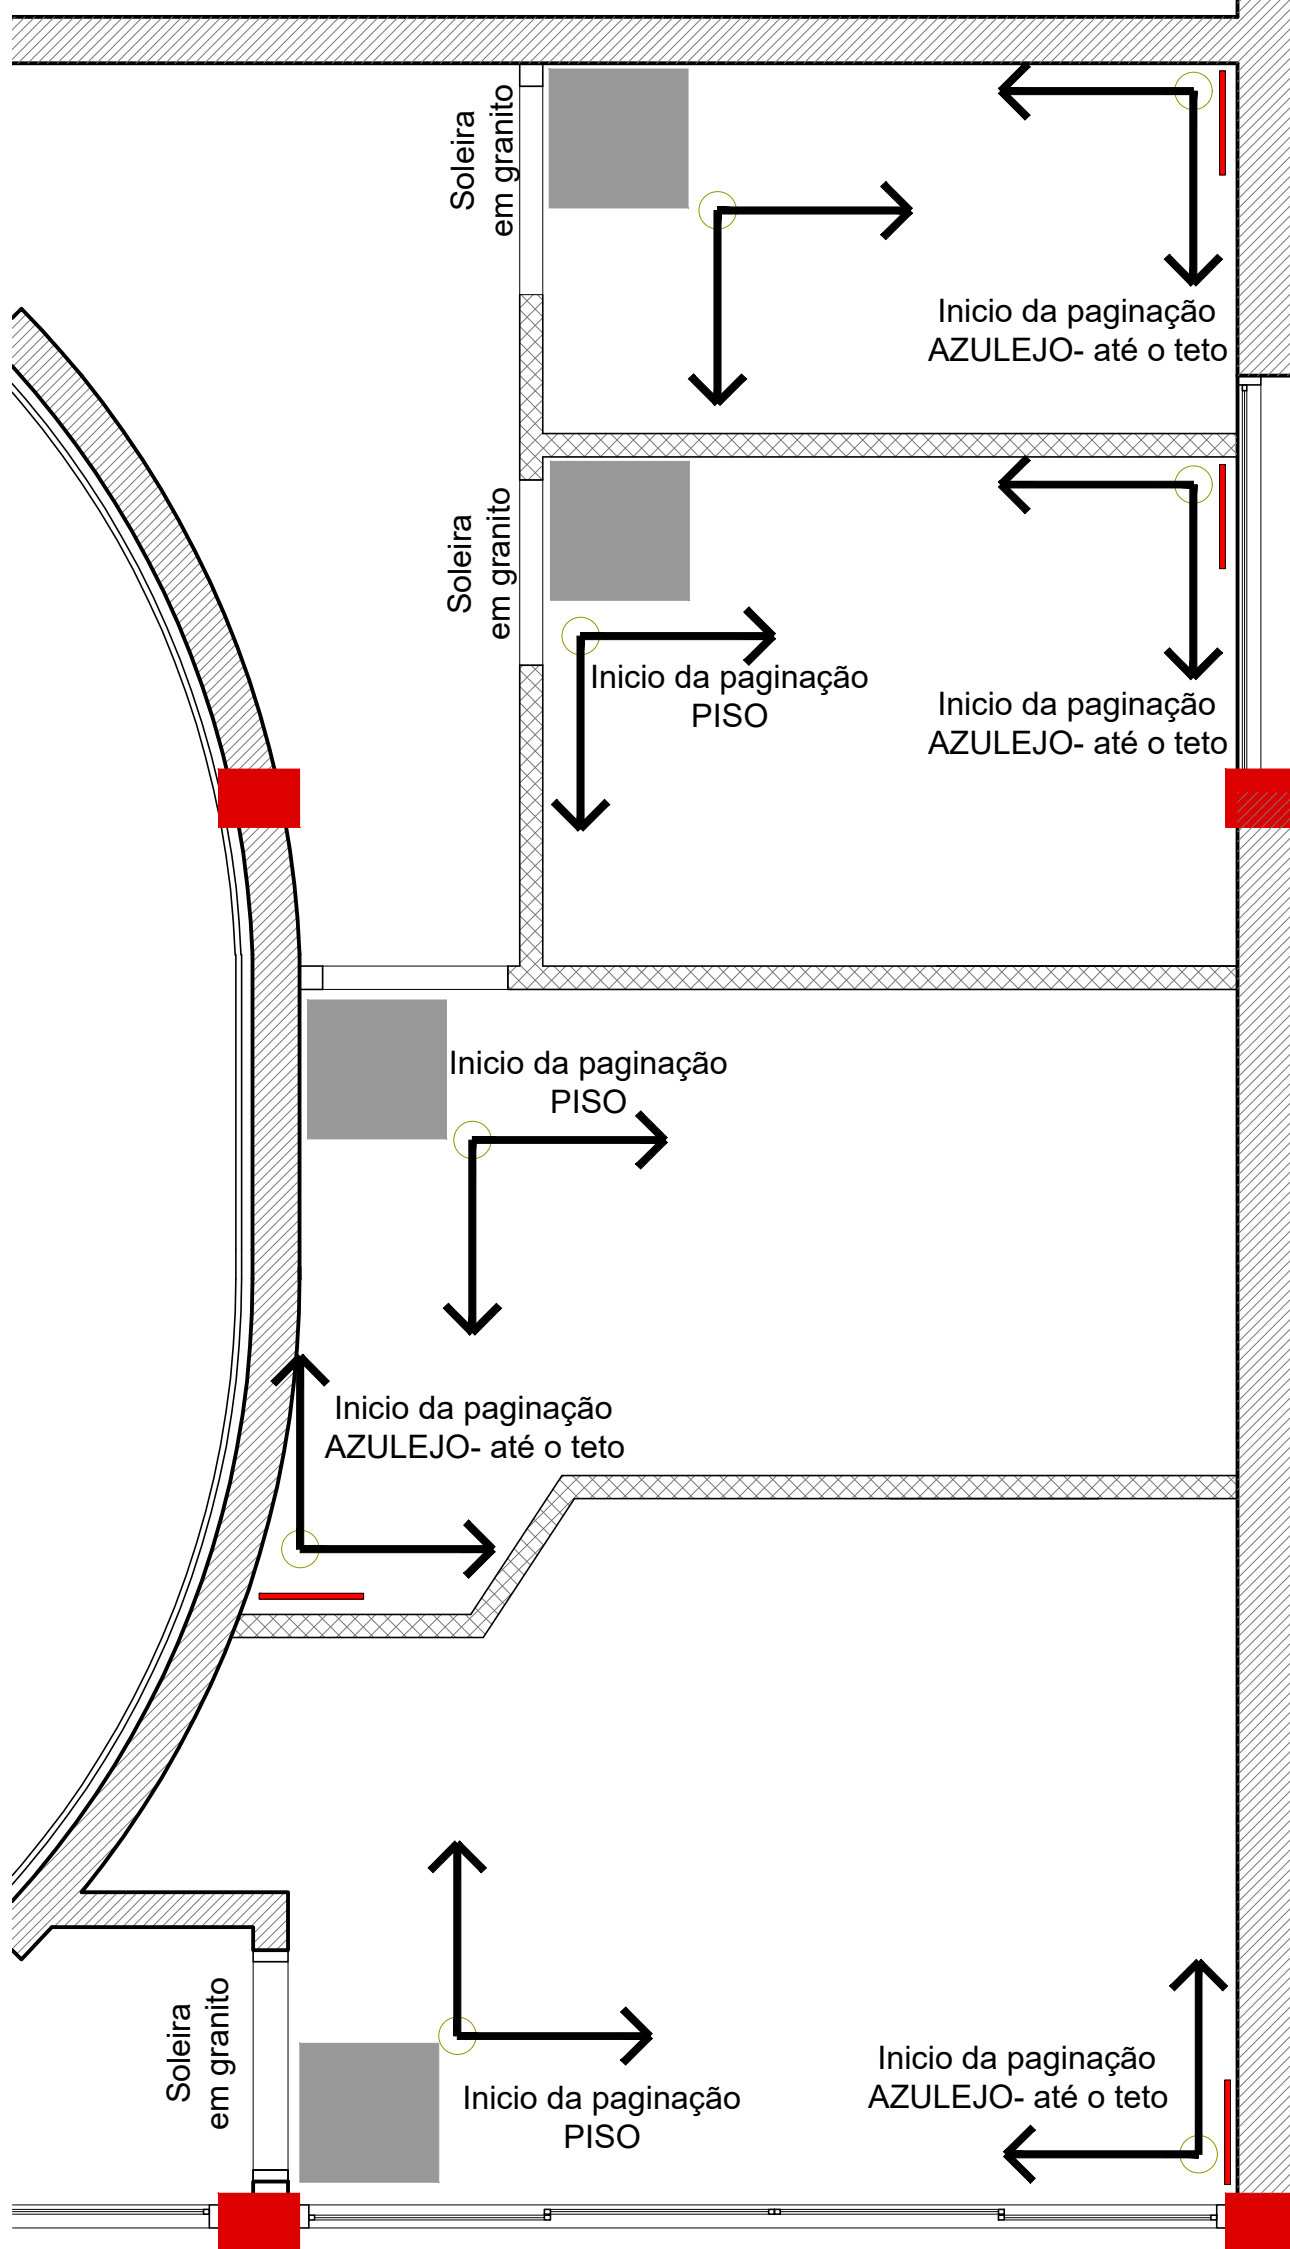 Soleira
em granito
Inicio da paginação
AZULEJO- até o teto
Soleira
em granito
Inicio da paginação
PISO
Inicio da paginação
AZULEJO- até o teto
Inicio da paginação
PISO
Inicio da paginação
AZULEJO- até o teto
Soleira
em granito
Inicio da paginação
PISO
Inicio da paginação
AZULEJO- até o teto